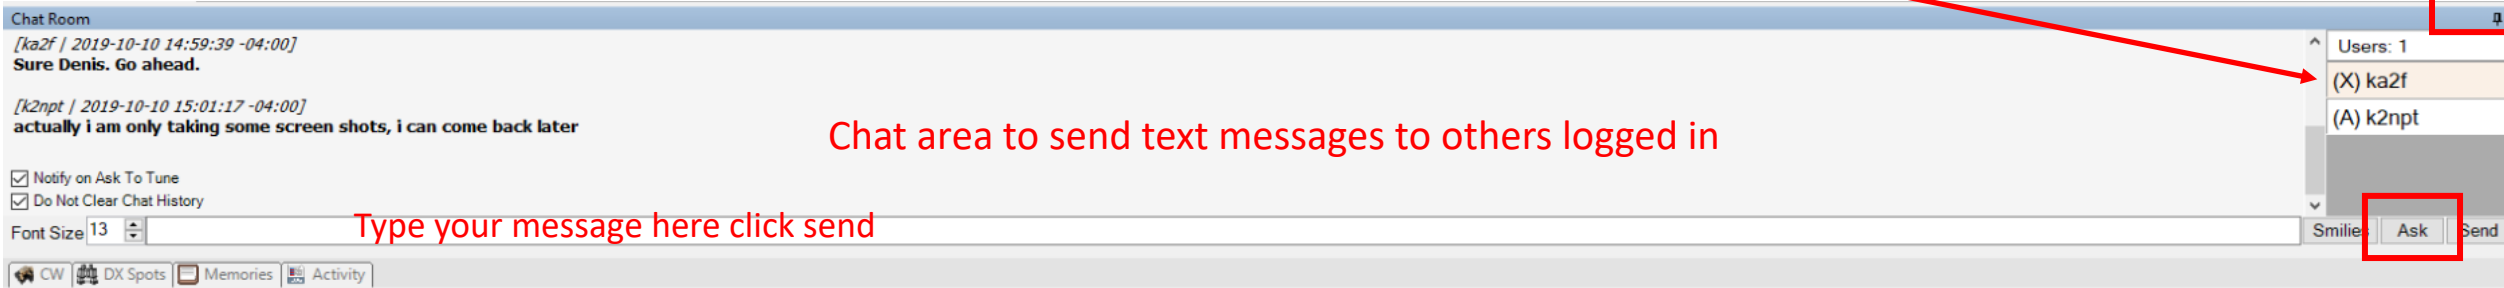 Chat Room
[ka2f | 2019-10-10 14:59:39 -04:00]
Sure Denis. Go ahead.
[k2npt | 2019-10-10 15:01:17 -04:00]
actually i am only taking some screen shots, i can come back later
Chat area to send text messages to others logged in
Users: 1
(X) ka2f
(A) k2npt
Notify on Ask To Tune
Do Not Clear Chat History
Font Size 13
Type your message here click send
Smilies Ask Send
CW DX Spots Memories Activity